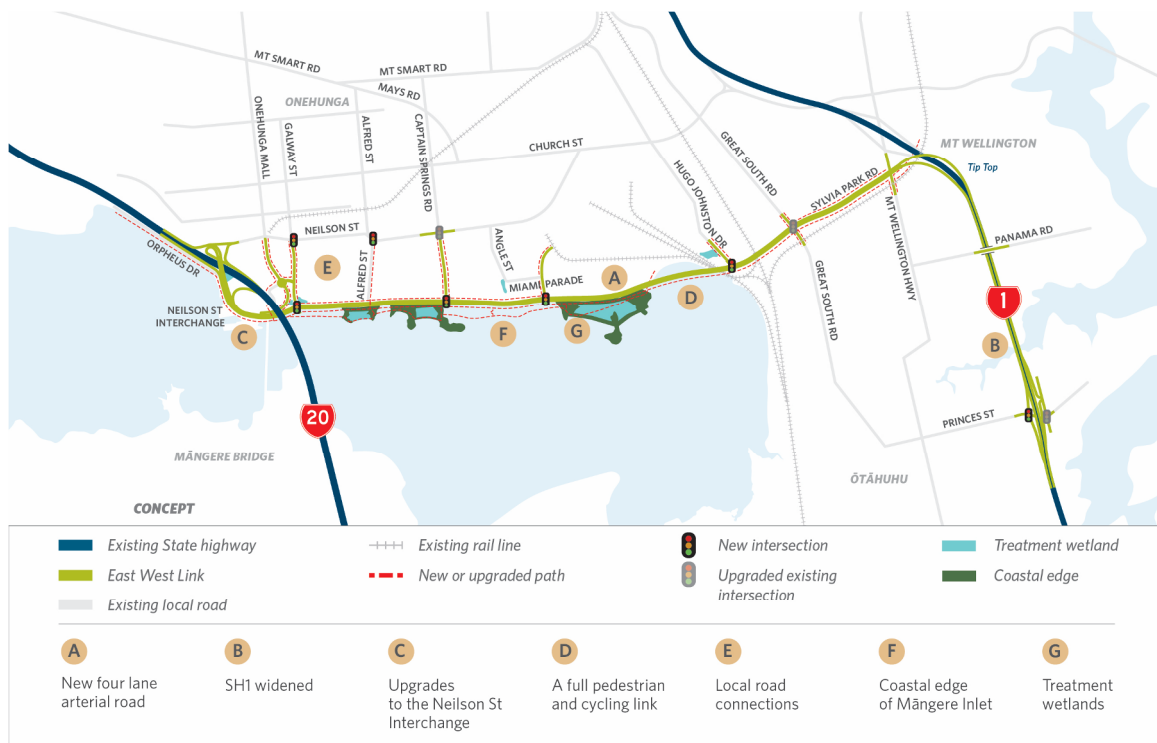 MT SMART RD
MT SMART RD
MAYS RD
ONEHUNGA
ONEHUNGA MALL
GALWAY ST
ALFRED ST
CAPTAIN SPRINGS RD
CHURCH ST
HUGO JOHNSTON DR
GREAT SOUTH RD
MT WELLINGTON
Tip Top
SYLVIA PARK RD
MT WELLINGTON HWY
PANAMA RD
ORPHEUS DR
NEILSON ST
E
ALFRED ST
ANGLE ST
MIAMI PARADE
A
D
GREAT SOUTH RD
1
NEILSON ST
INTERCHANGE
C
F
G
B
20
PRINCES ST
MĀNGERE BRIDGE
ŌTĀHUHU
CONCEPT
Existing State highway
East West Link
Existing local road
Existing rail line
New or upgraded path
New intersection
Upgraded existing
intersection
Treatment wetland
Coastal edge
A
New four lane
arterial road
B
SH1 widened
C
Upgrades
to the Neilson St
Interchange
D
A full pedestrian
and cycling link
E
Local road
connections
F
Coastal edge
of Māngere Inlet
G
Treatment
wetlands